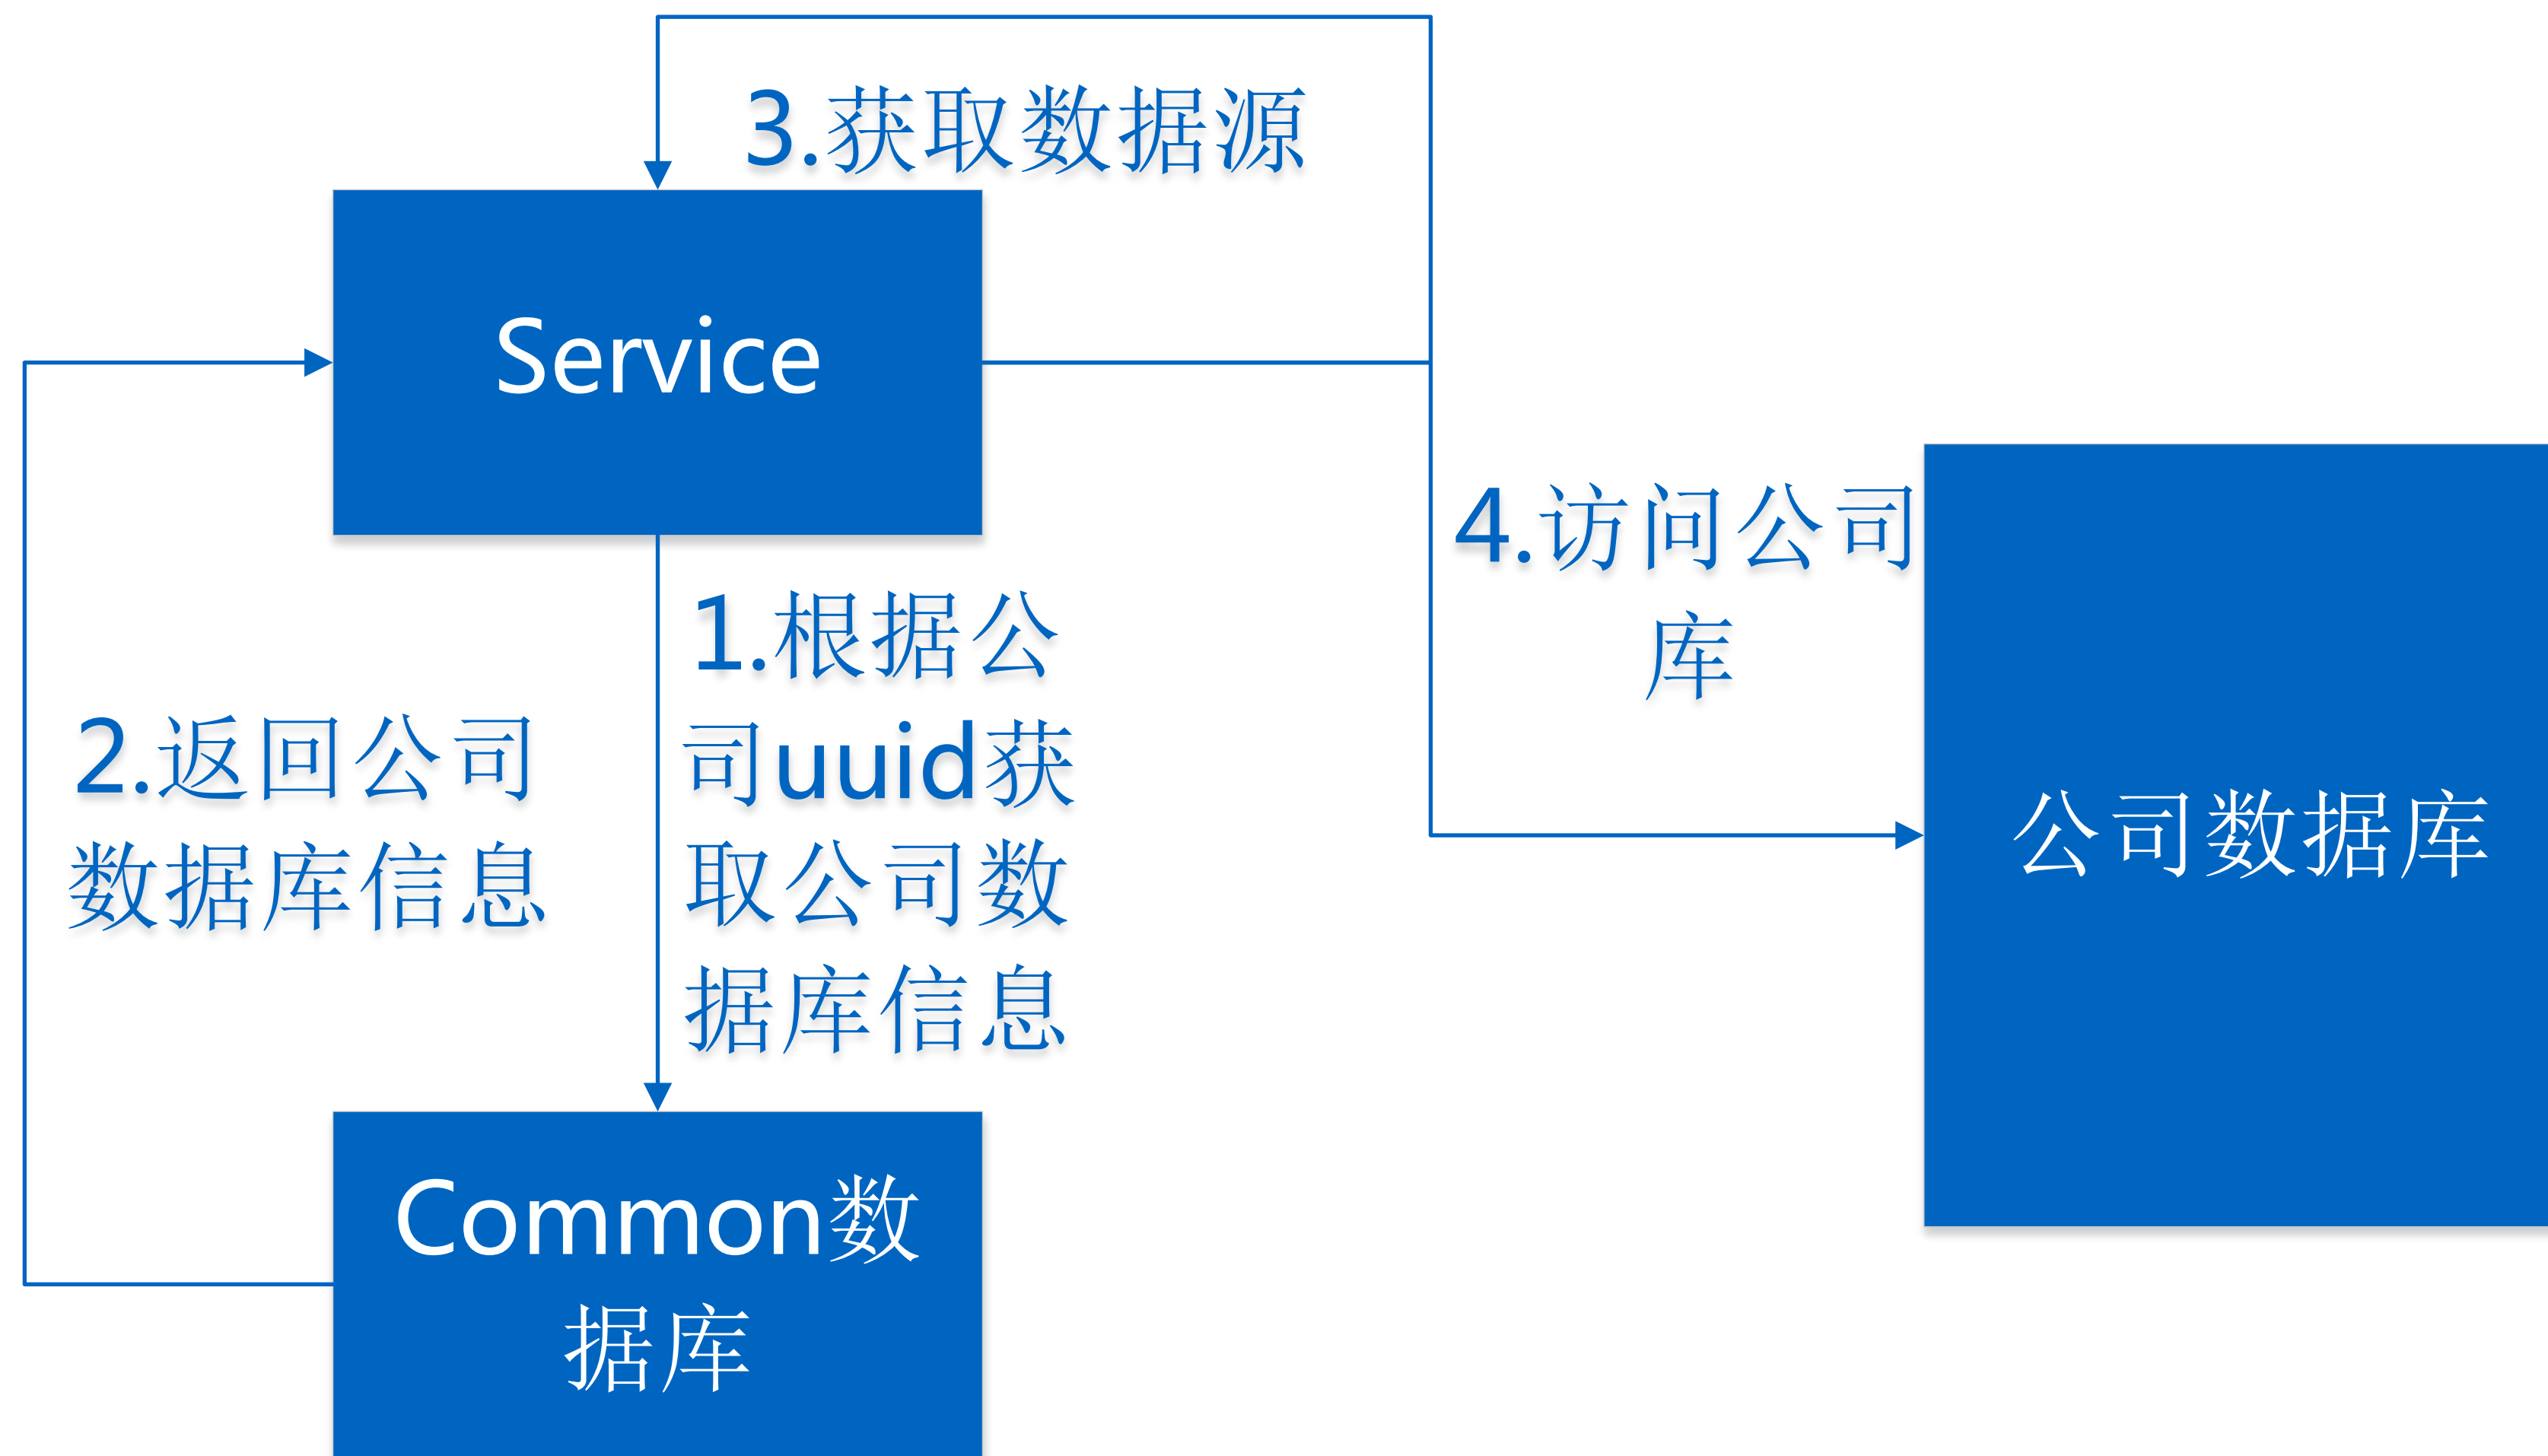 3.获取数据源
Service
4.访问公司
库
1.根据公
司uuid获
取公司数
据库信息
2.返回公司
数据库信息
公司数据库
Common数
据库